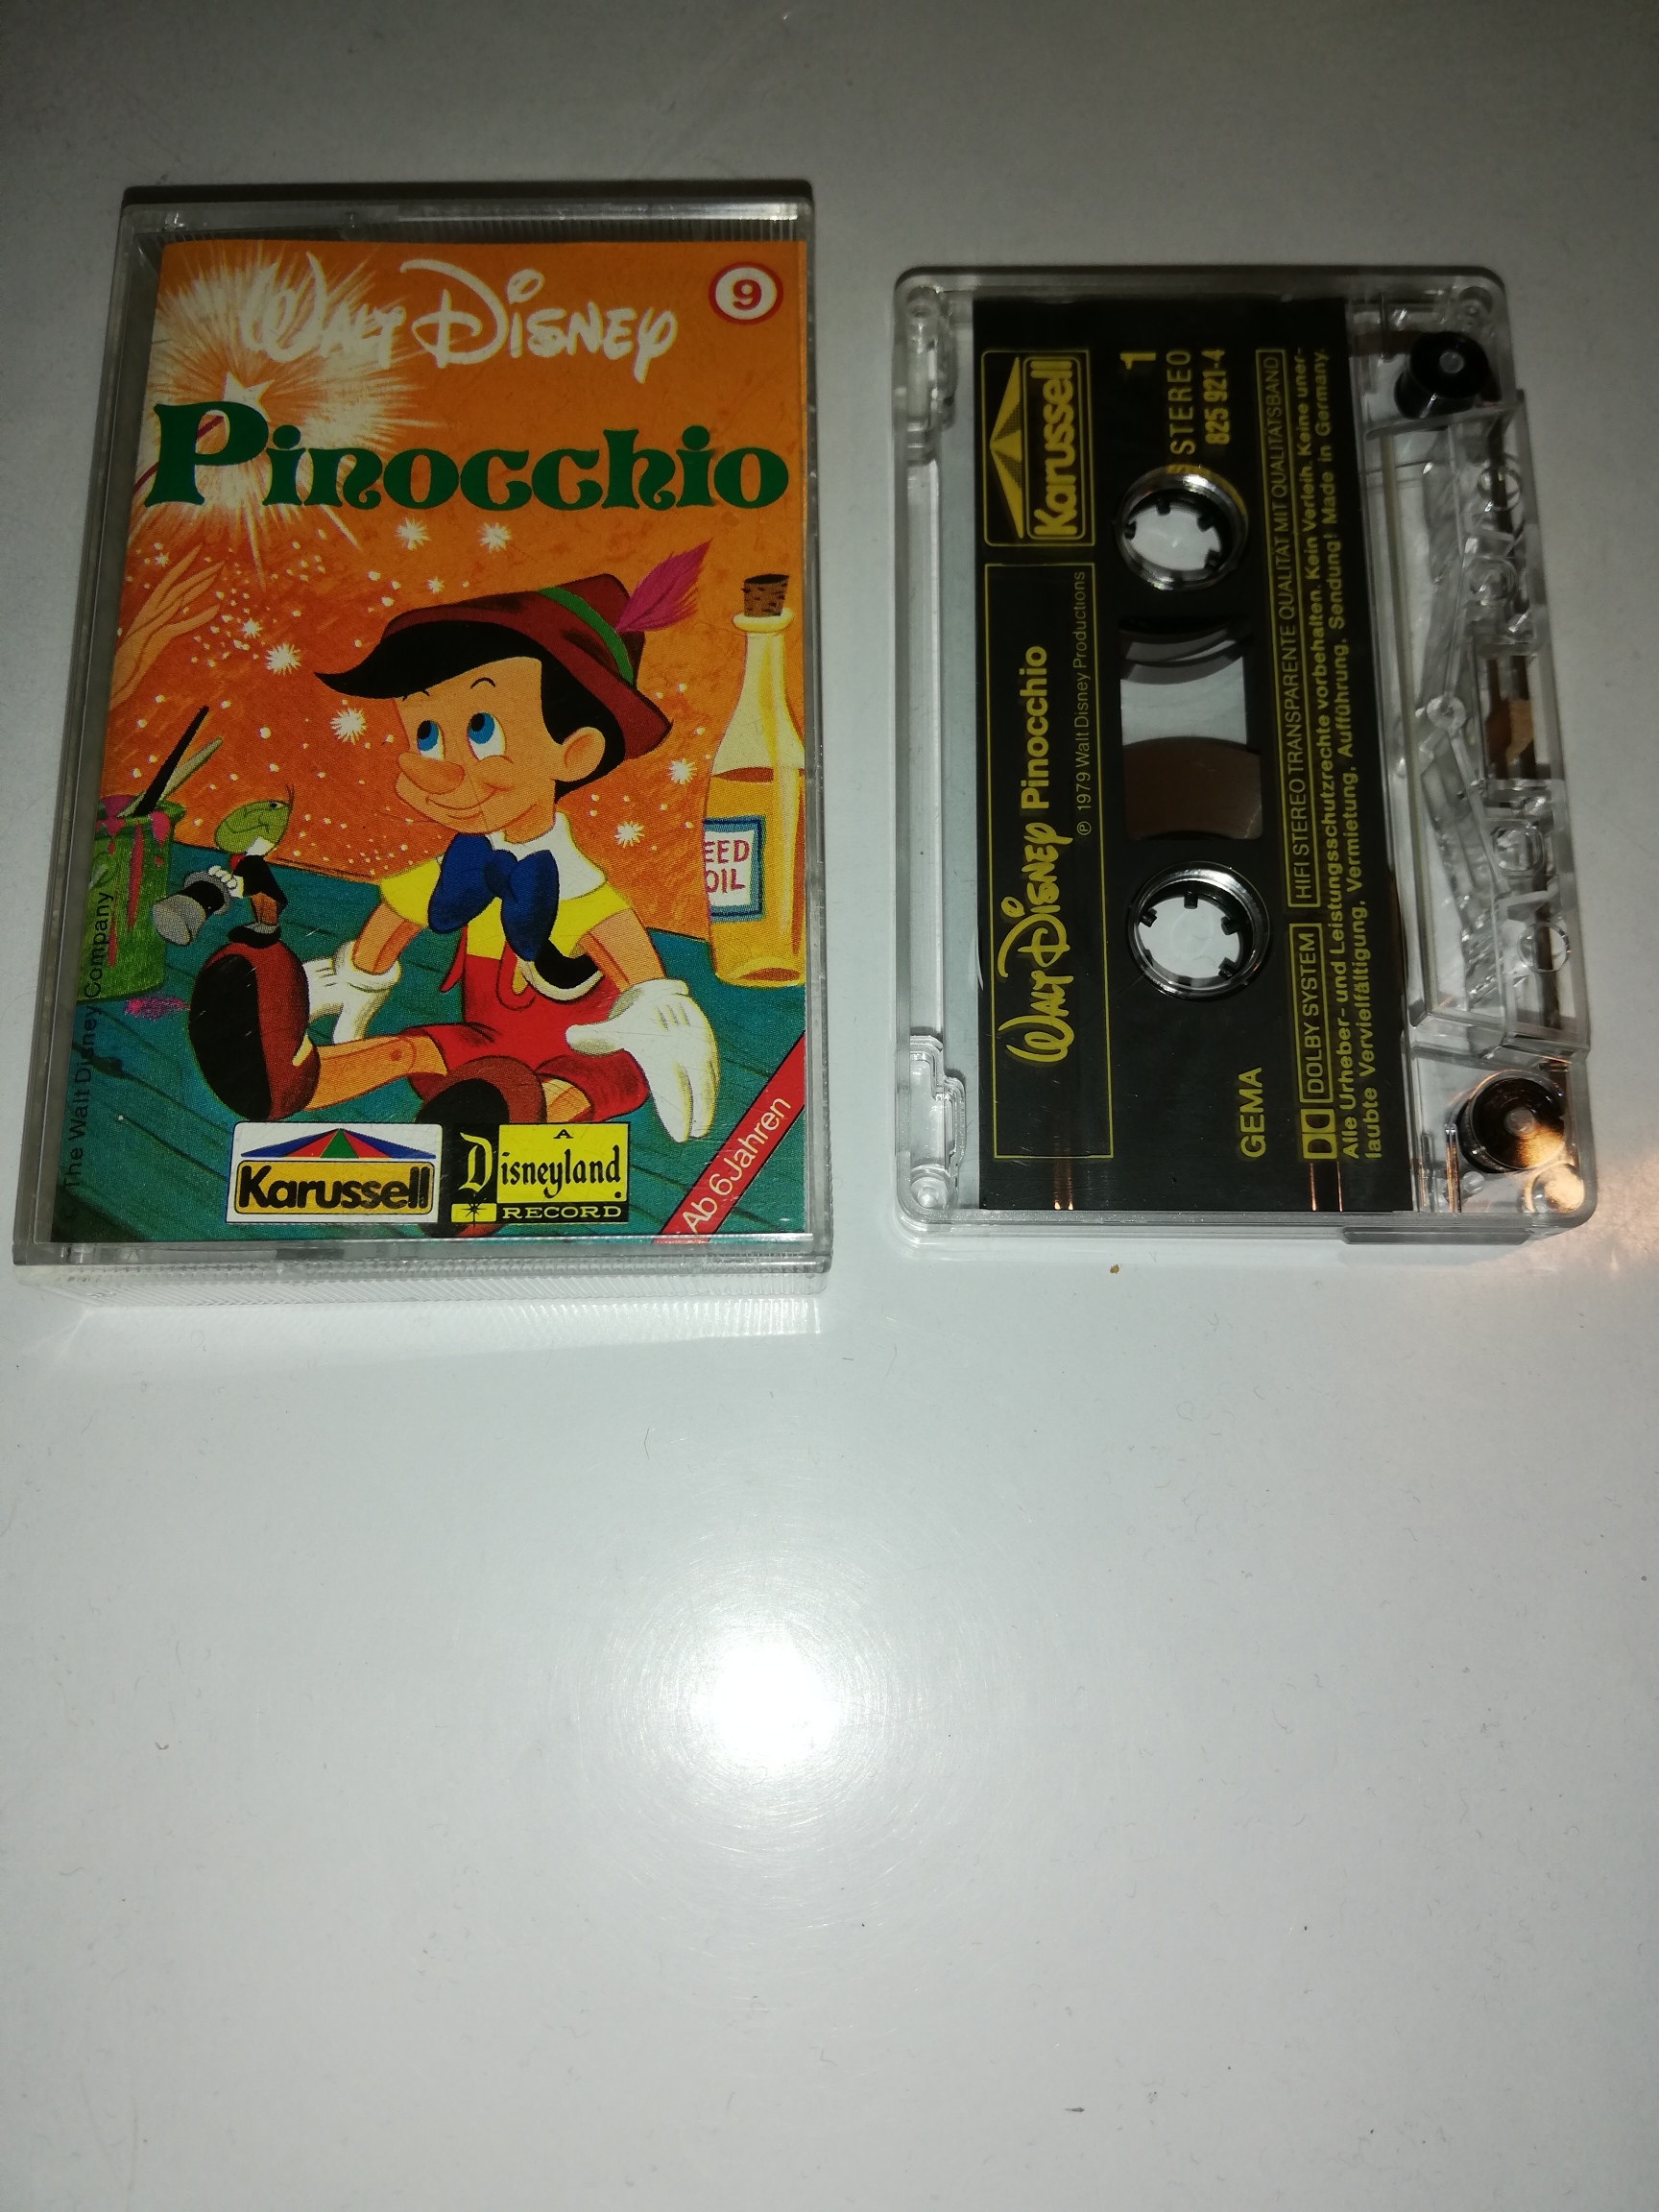 Walt Disney
9
Pinocchio
EED
OIL
The Walt Disney Company
Karussell
A
Disneyland
RECORD
Ab 6 Jahren
Karussell
Walt Disney Pinocchio
℗ 1979 Walt Disney Productions
1
STEREO
825 921-4
GEMA
DOLBY SYSTEM HIFI STEREO TRANSPARENTE QUALITÄT MIT QUALITÄTSBAND
Alle Urheber- und Leistungsschutzrechte vorbehalten. Kein Verleih. Keine uner-
laubte Vervielfältigung, Vermietung, Aufführung, Sendung! Made in Germany.